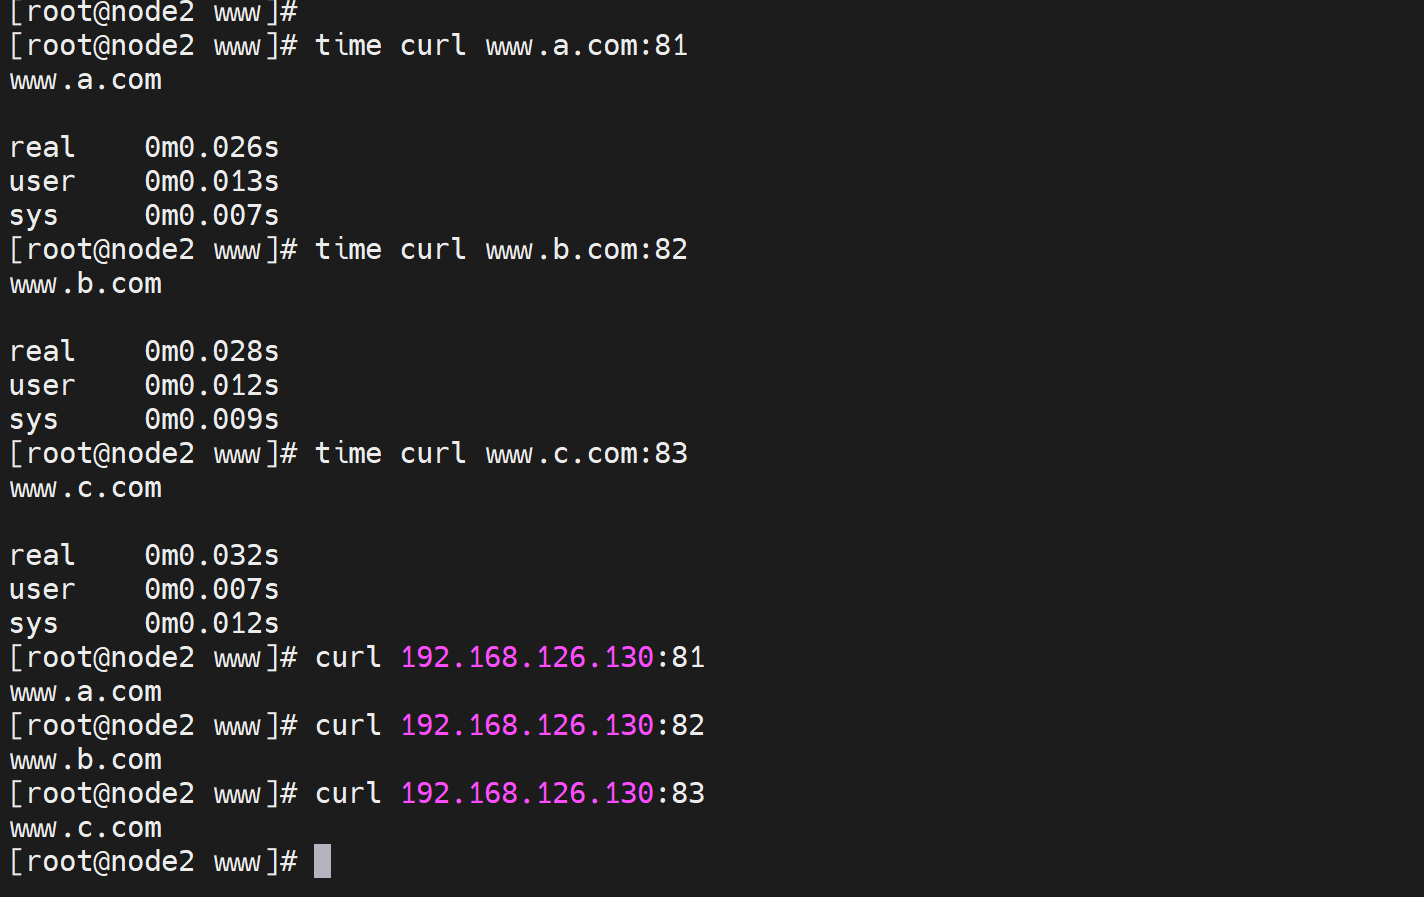 [root@node2 www]#
[root@node2 www]# time curl www.a.com:81
www.a.com

real    0m0.026s
user    0m0.013s
sys     0m0.007s
[root@node2 www]# time curl www.b.com:82
www.b.com

real    0m0.028s
user    0m0.012s
sys     0m0.009s
[root@node2 www]# time curl www.c.com:83
www.c.com

real    0m0.032s
user    0m0.007s
sys     0m0.012s
[root@node2 www]# curl 192.168.126.130:81
www.a.com
[root@node2 www]# curl 192.168.126.130:82
www.b.com
[root@node2 www]# curl 192.168.126.130:83
www.c.com
[root@node2 www]#